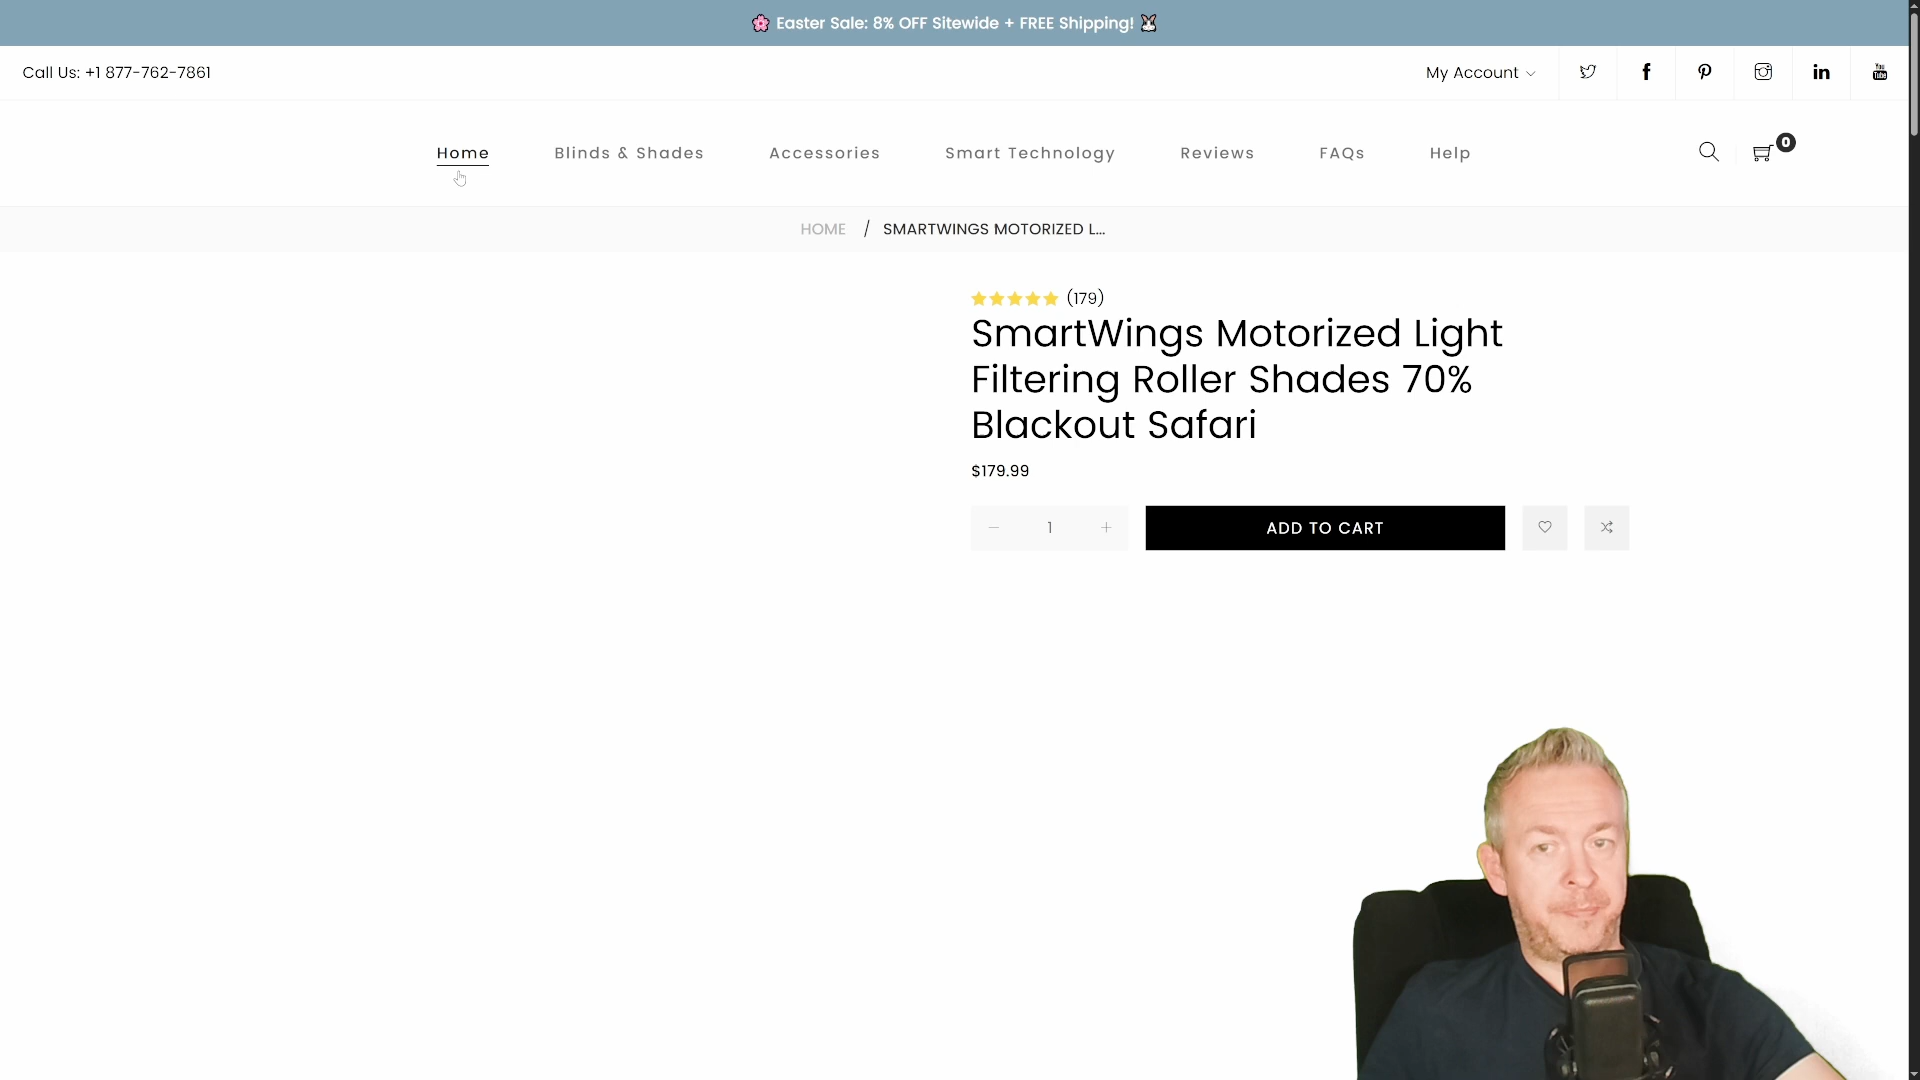 🌸 Easter Sale: 8% OFF Sitewide + FREE Shipping! 🐰
Call Us: +1 877-762-7861
My Account
You Tube
Home
Blinds & Shades
Accessories
Smart Technology
Reviews
FAQs
Help
0
HOME / SMARTWINGS MOTORIZED L...
(179)
SmartWings Motorized Light
Filtering Roller Shades 70%
Blackout Safari
$179.99
1
ADD TO CART